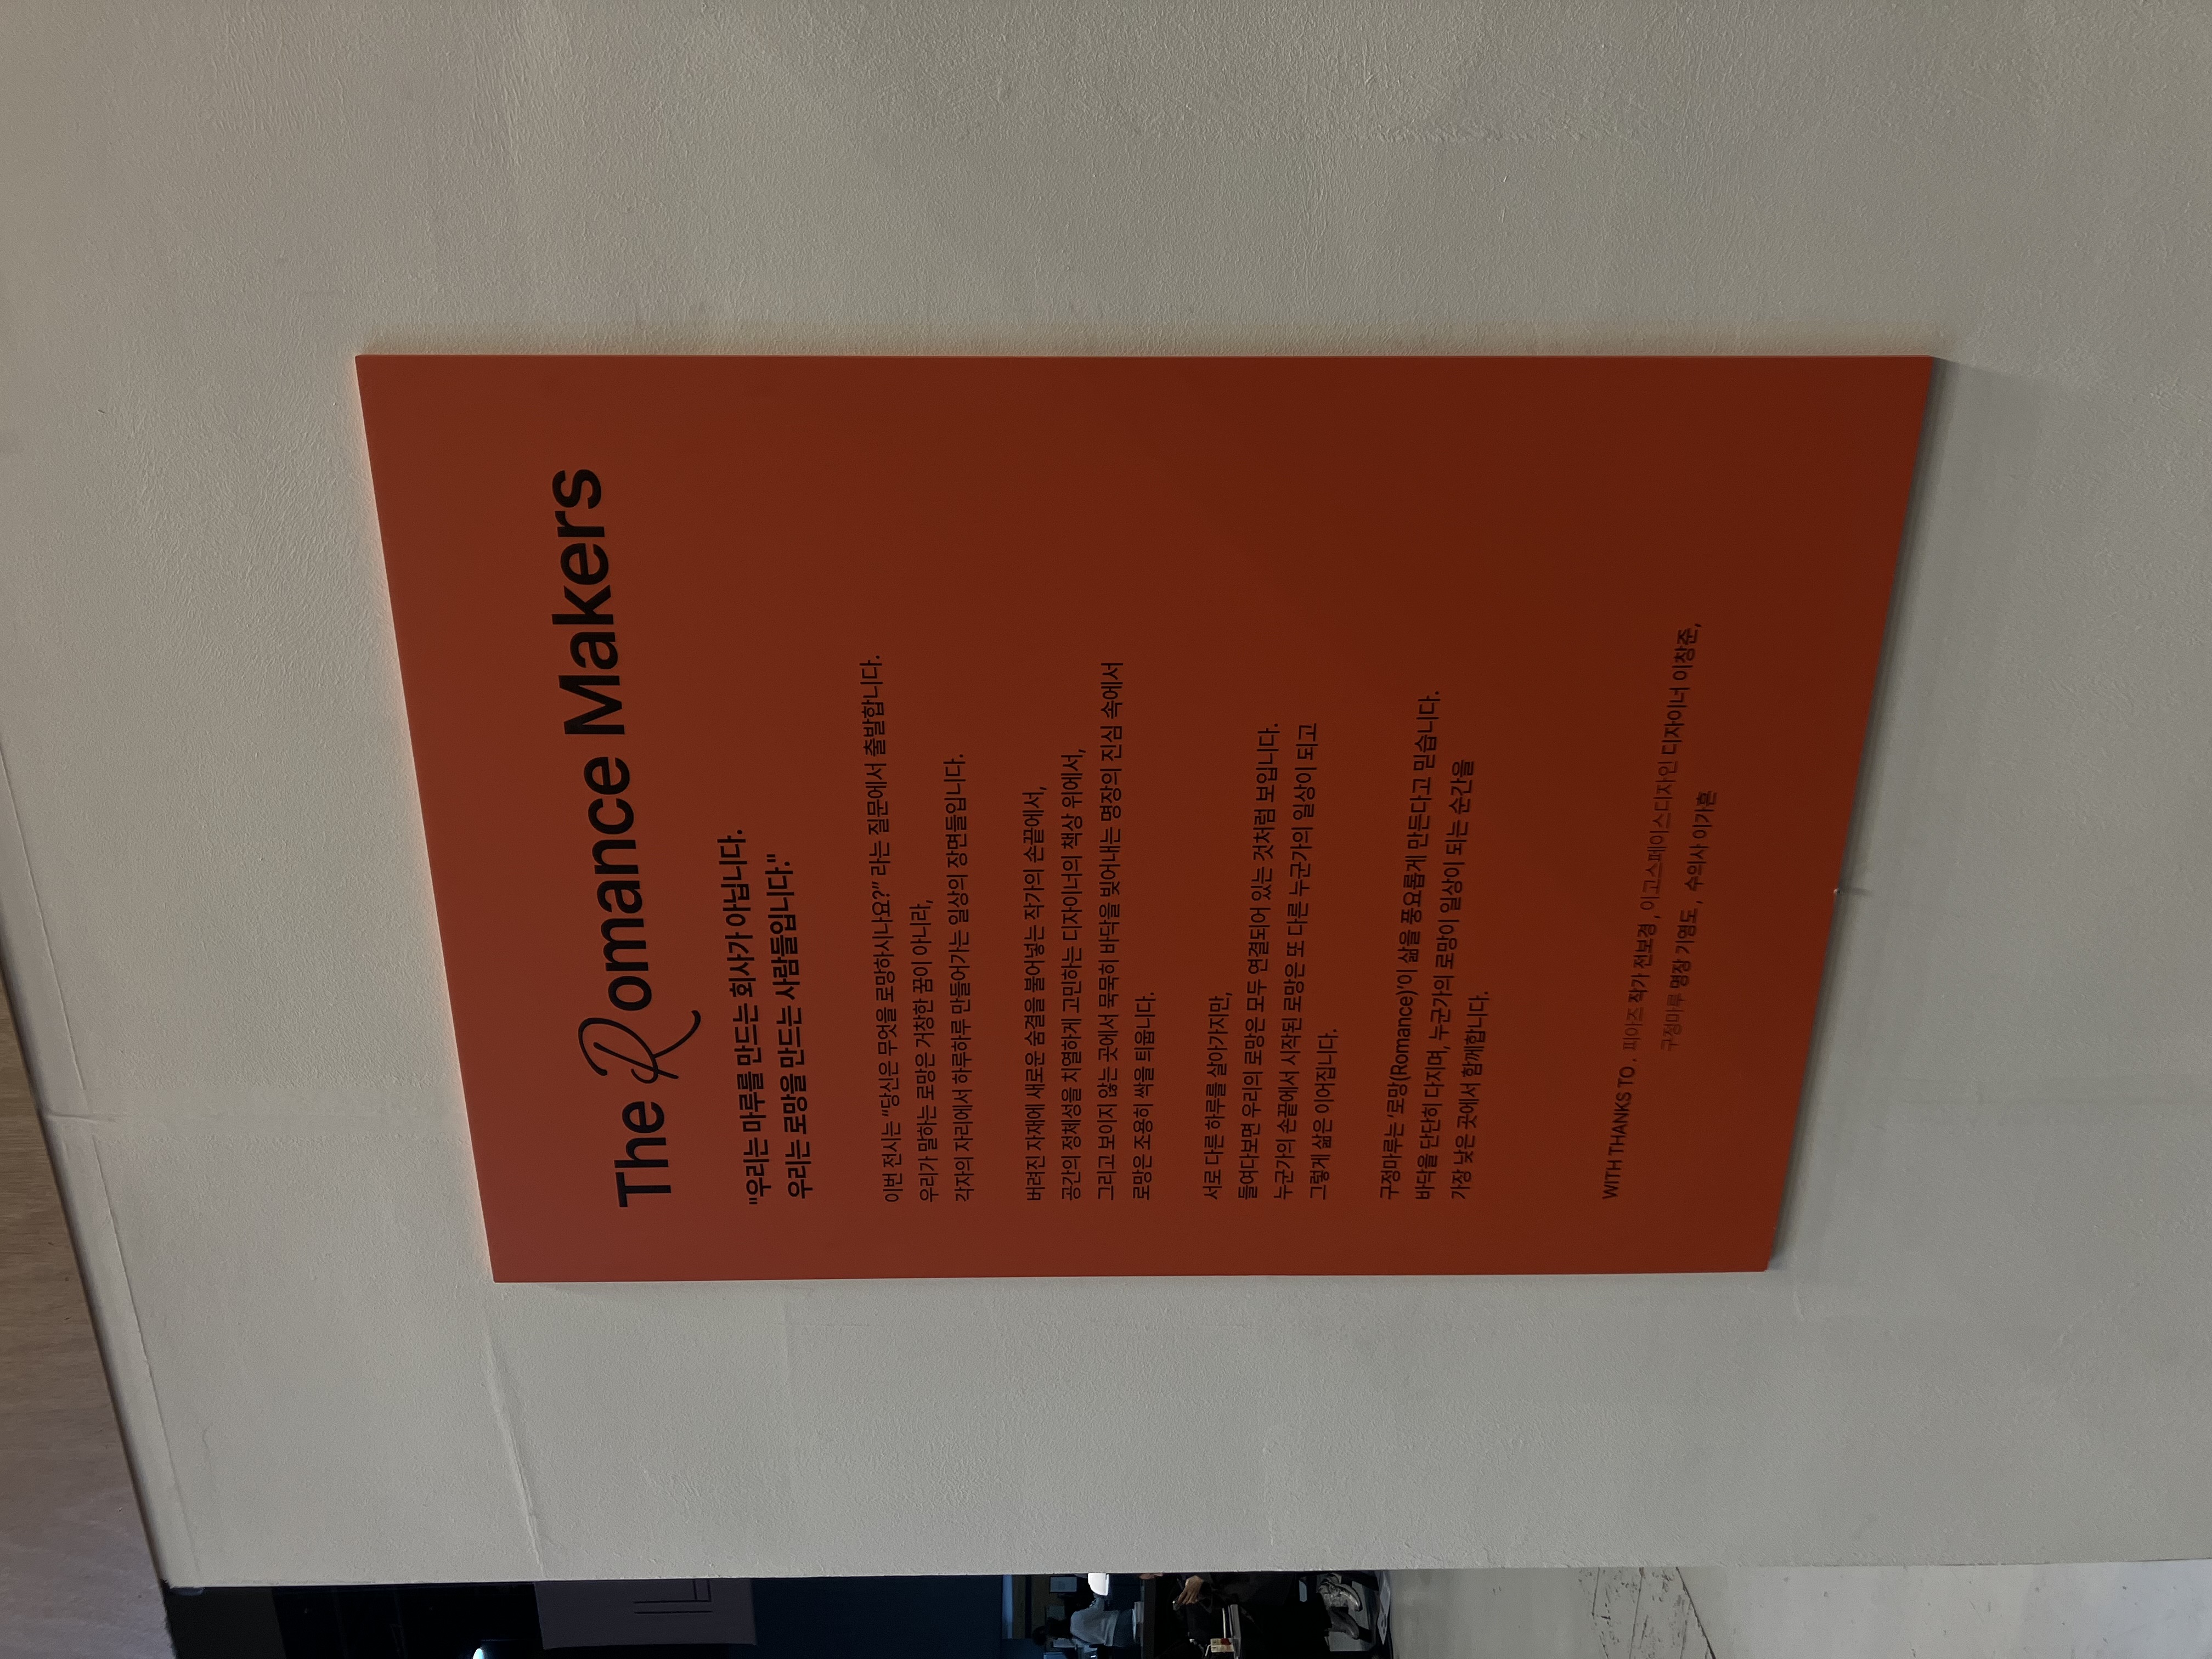 The Romance Makers
"우리는 마루를 만드는 회사가 아닙니다.
우리는 로망을 만드는 사람들입니다."
이번 전시는 “당신은 무엇을 로망하시나요?” 라는 질문에서 출발합니다.
우리가 말하는 로망은 거창한 꿈이 아니라,
각자의 자리에서 하루하루 만들어가는 일상의 장면들입니다.
버려진 자재에 새로운 숨결을 불어넣는 작가의 손끝에서,
공간의 정체성을 치열하게 고민하는 디자이너의 책상 위에서,
그리고 보이지 않는 곳에서 묵묵히 바닥을 빚어내는 명장의 진심 속에서
로망은 조용히 싹을 틔웁니다.
서로 다른 하루를 살아가지만,
들여다보면 우리의 로망은 모두 연결되어 있는 것처럼 보입니다.
누군가의 손끝에서 시작된 로망은 또 다른 누군가의 일상이 되고
그렇게 삶은 이어집니다.
구정마루는 ‘로망(Romance)’이 삶을 풍요롭게 만든다고 믿습니다.
바닥을 단단히 다지며, 누군가의 로망이 일상이 되는 순간을
가장 낮은 곳에서 함께합니다.
WITH THANKS TO . 피아즈 작가 전보경 , 이고스페이스디자인 디자이너 이창준,
구정마루 명장 기영도 , 수의사 이가흔